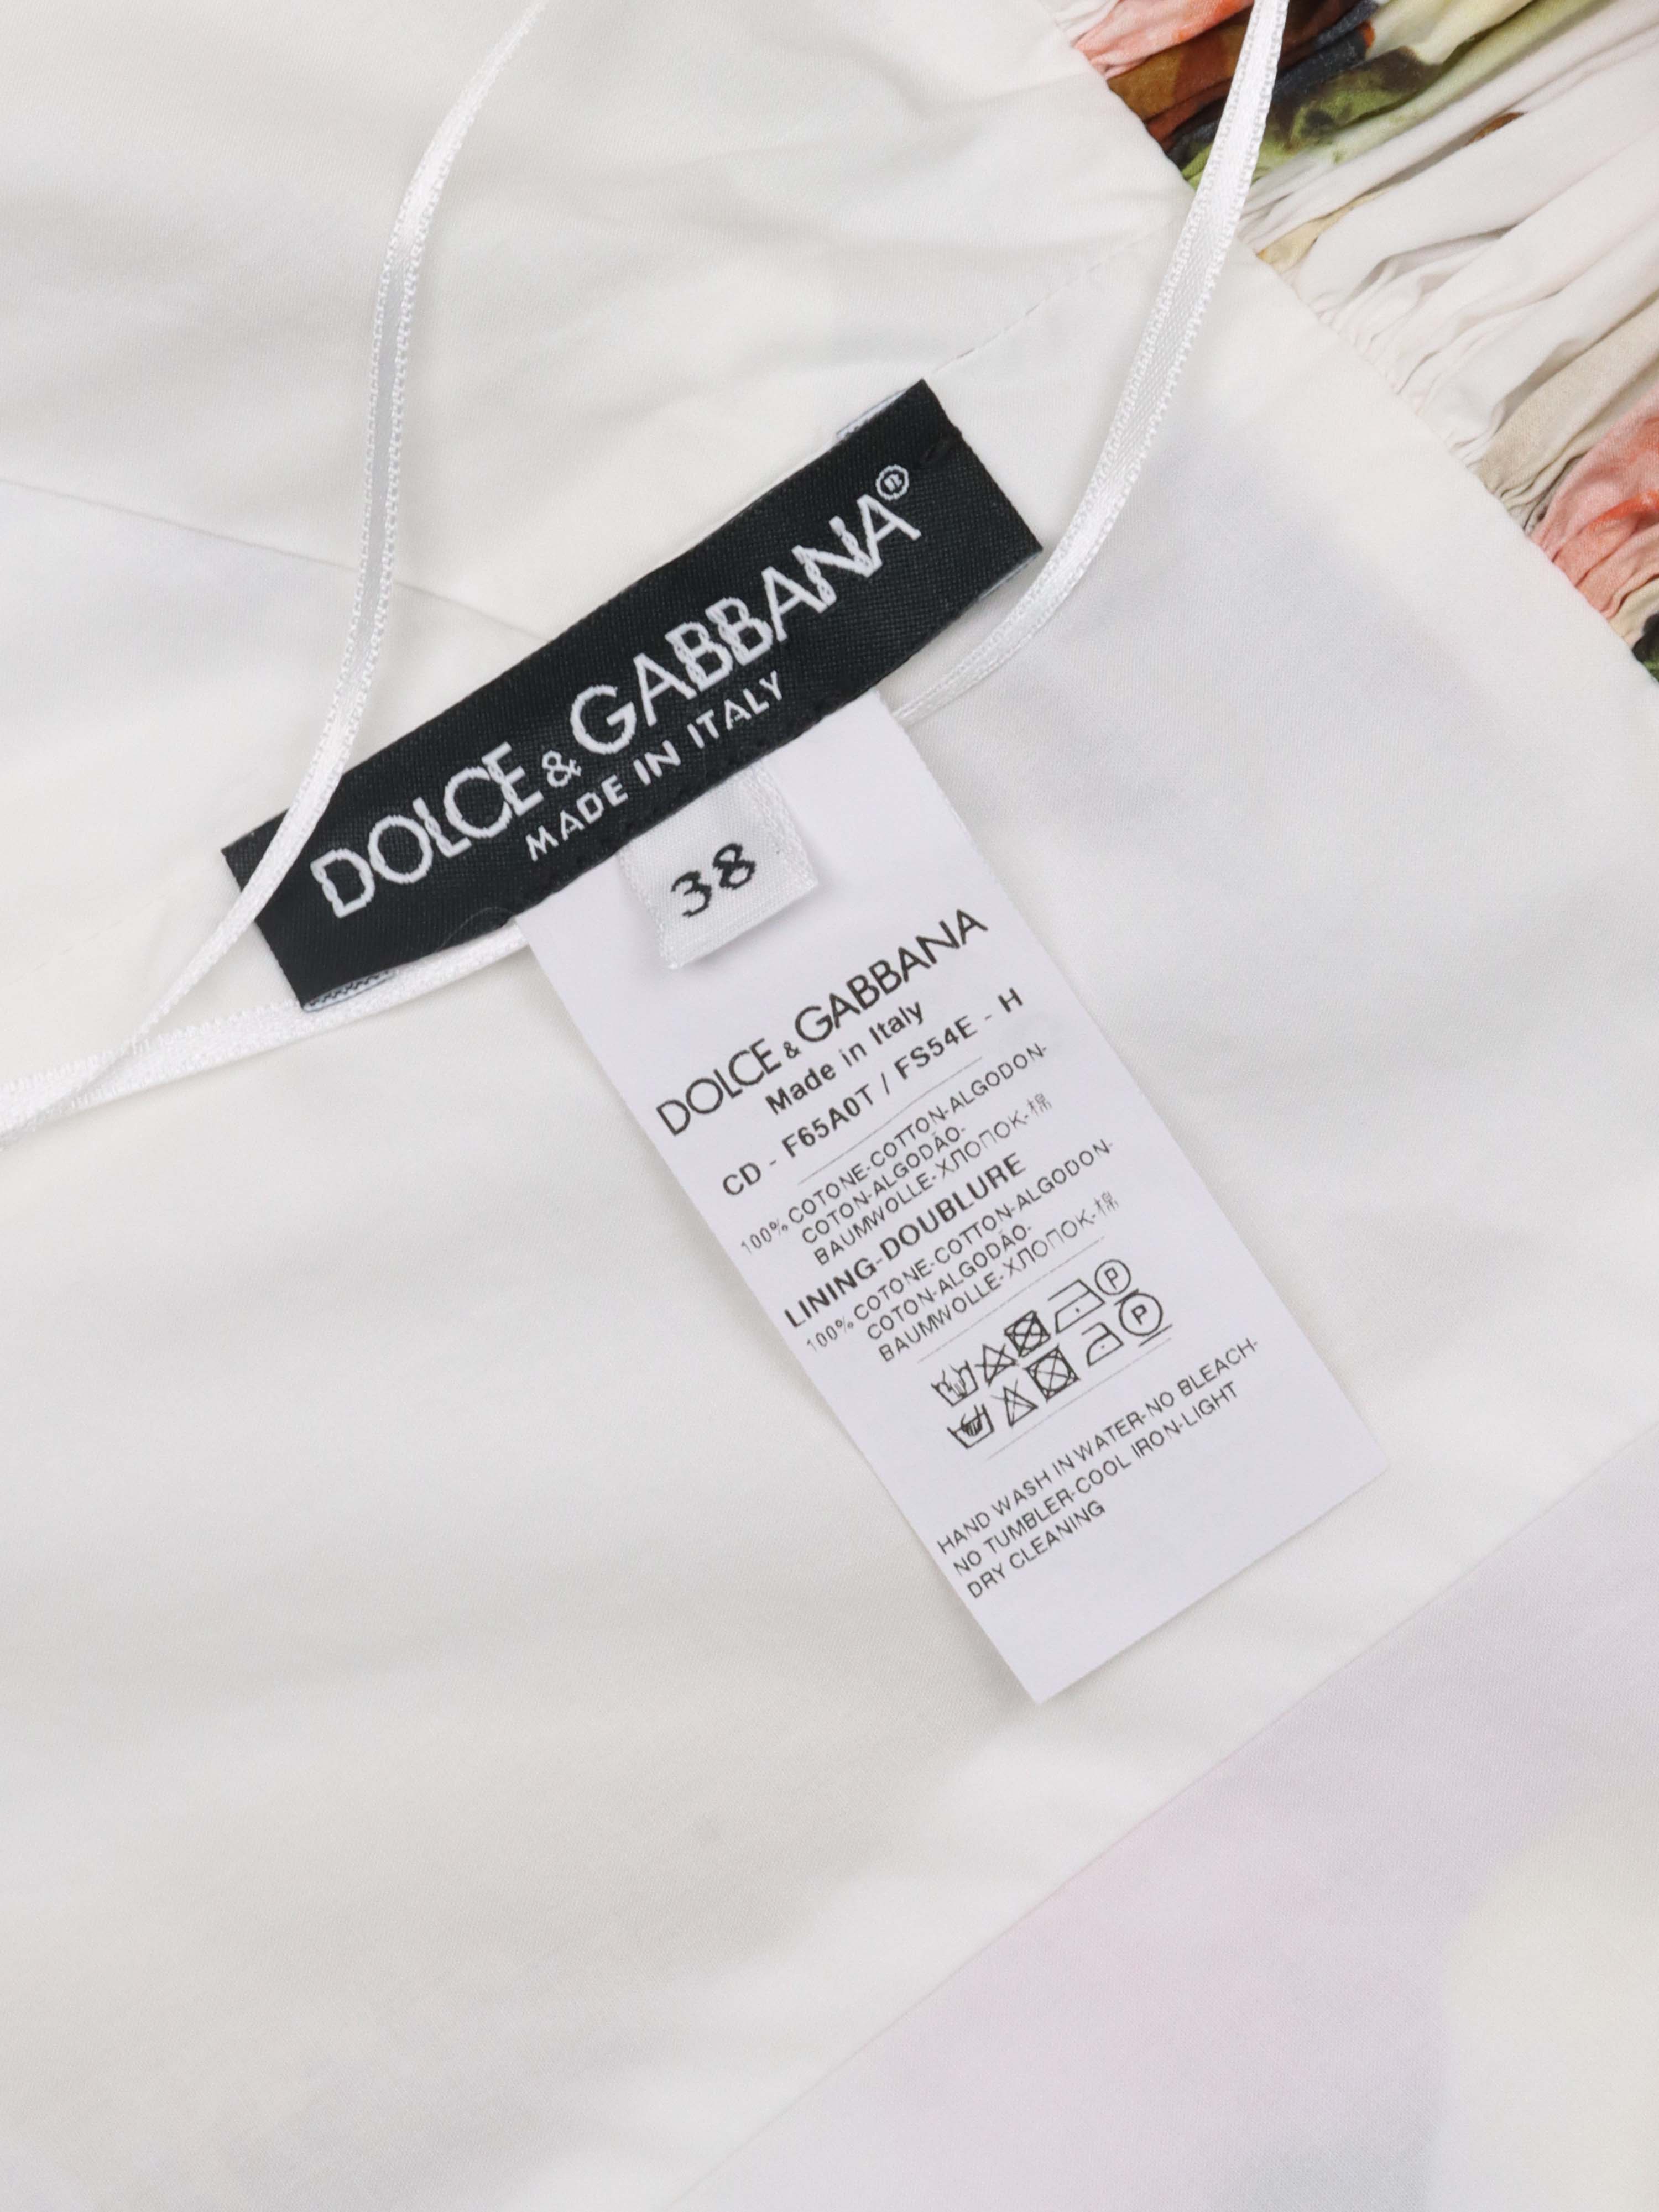 DOLCE & GABBANA®
MADE IN ITALY
38
DOLCE & GABBANA
Made in Italy
CD - F65A0T / FS54E - H
100% COTONE-COTTON-ALGODON-
COTON-ALGODÃO-
BAUMWOLLE-ХЛОПОК-棉
LINING-DOUBLURE
100% COTONE-COTTON-ALGODON-
COTON-ALGODÃO-
BAUMWOLLE-ХЛОПОК-棉
P
P
HAND WASH IN WATER-NO BLEACH-
NO TUMBLER-COOL IRON-LIGHT
DRY CLEANING